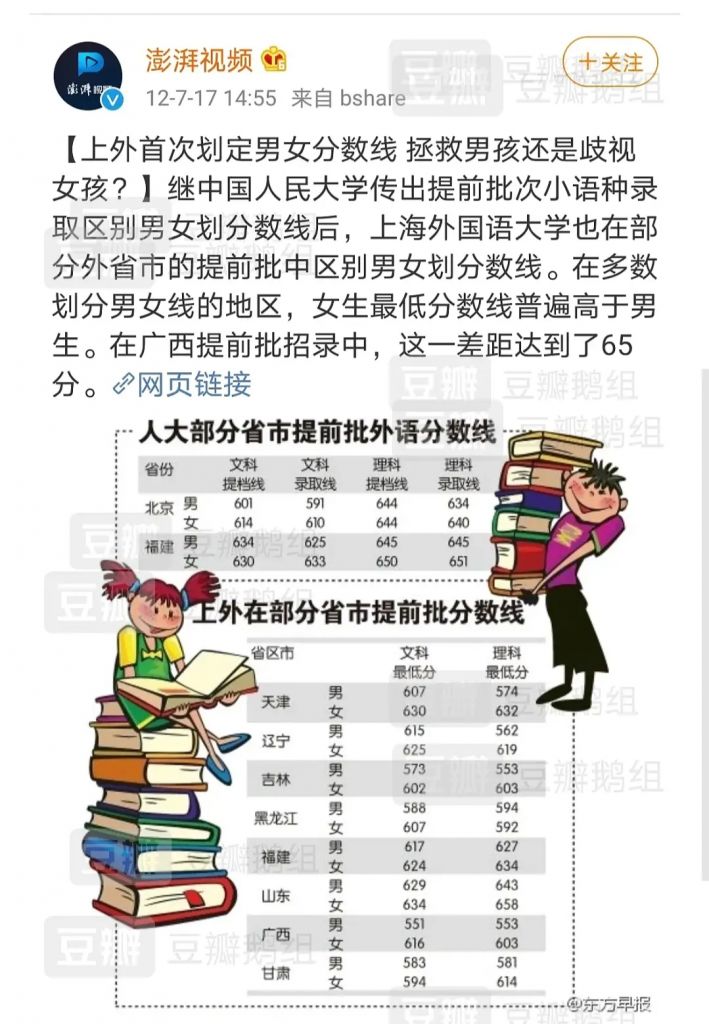 澎湃视频
澎湃视频
12-7-17 14:55 来自 bshare
+关注
【上外首次划定男女分数线 拯救男孩还是歧视
女孩？】继中国人民大学传出提前批次小语种录
取区别男女划分数线后，上海外国语大学也在部
分外省市的提前批中区别男女划分数线。在多数
划分男女线的地区，女生最低分数线普遍高于男
生。在广西提前批招录中，这一差距达到了65
分。网页链接
人大部分省市提前批外语分数线
省份 文科提档线 文科录取线 理科提档线 理科录取线
北京 男 601 591 644 634
女 614 610 644 640
福建 男 634 625 645 645
女 630 633 650 651
上外在部分省市提前批分数线
省区市 文科最低分 理科最低分
天津 男 607 574
女 630 632
辽宁 男 615 562
女 625 619
吉林 男 573 553
女 602 603
黑龙江 男 588 594
女 607 592
福建 男 617 627
女 624 634
山东 男 629 643
女 634 658
广西 男 551 553
女 616 603
甘肃 男 583 581
女 594 614
@东方早报
豆瓣 豆瓣鹅组